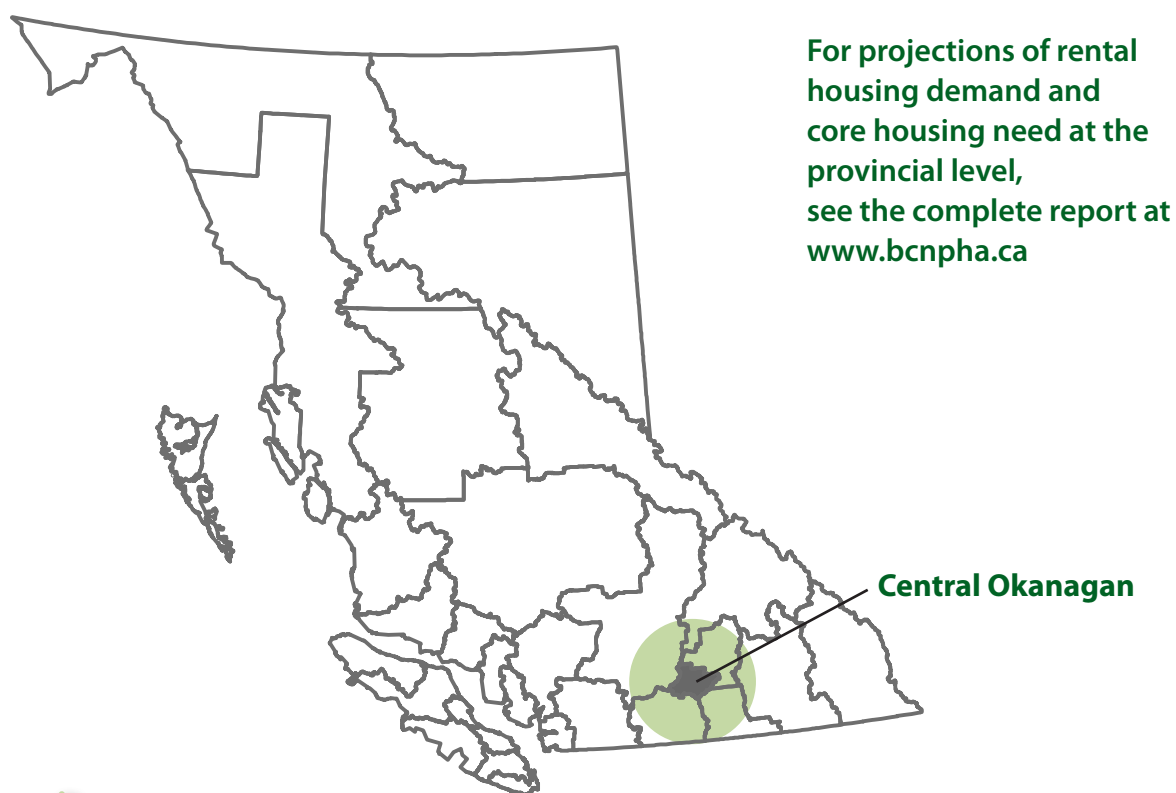 For projections of rental
housing demand and
core housing need at the
provincial level,
see the complete report at
www.bcnpha.ca
Central Okanagan